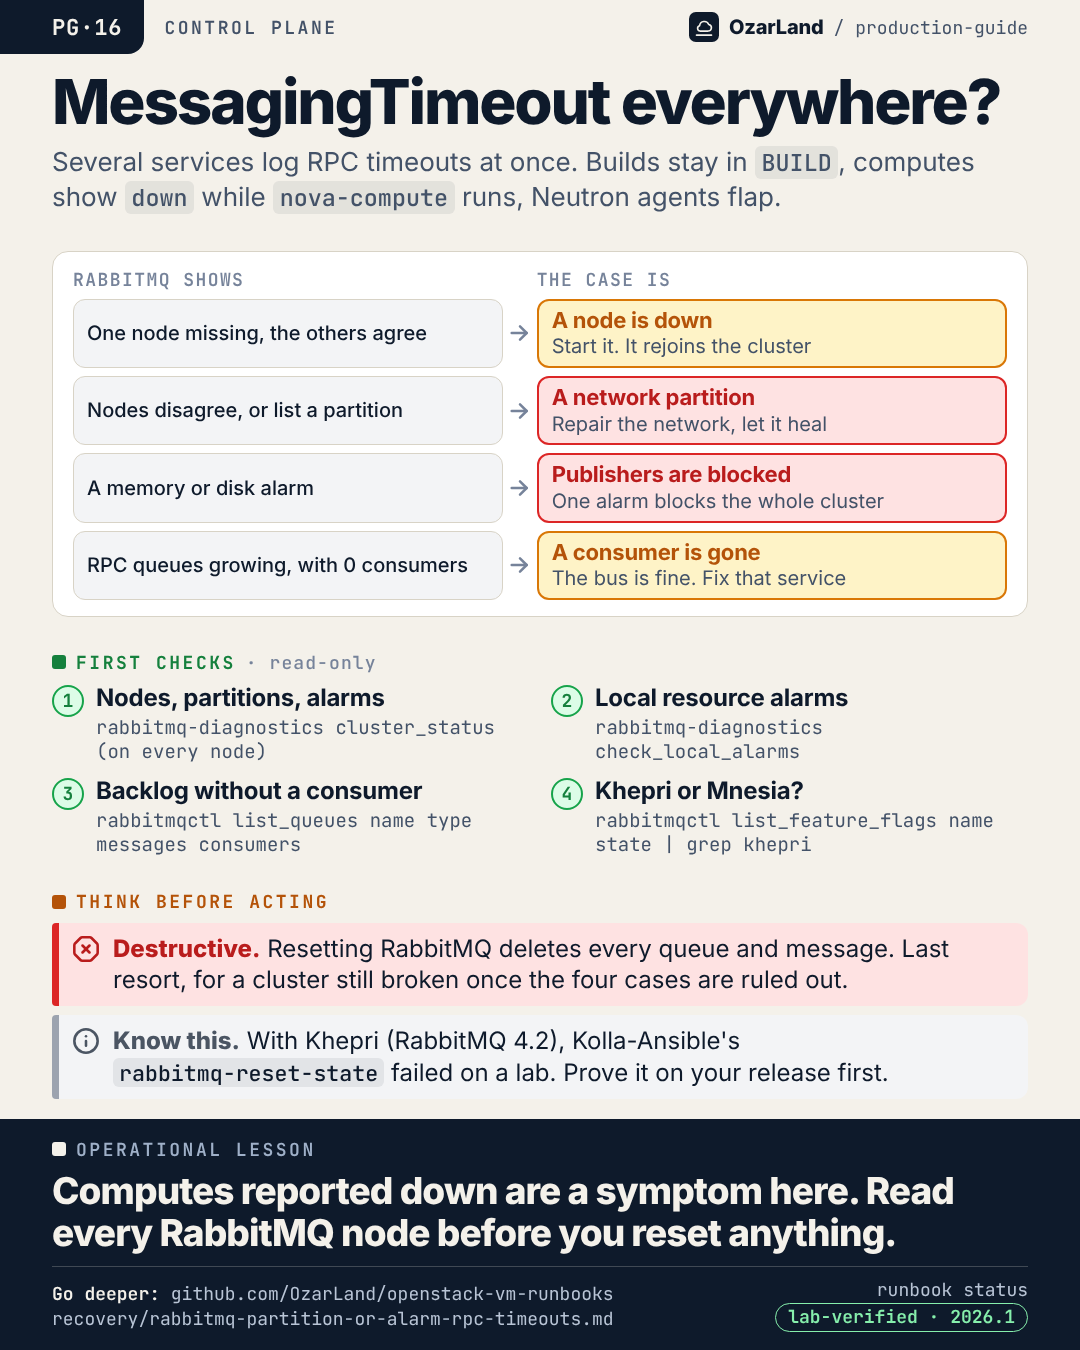 PG·16
CONTROL PLANE
OzarLand / production-guide
MessagingTimeout everywhere?
Several services log RPC timeouts at once. Builds stay in BUILD, computes
show down while nova-compute runs, Neutron agents flap.
RABBITMQ SHOWS
THE CASE IS
One node missing, the others agree
→
A node is down
Start it. It rejoins the cluster
Nodes disagree, or list a partition
→
A network partition
Repair the network, let it heal
A memory or disk alarm
→
Publishers are blocked
One alarm blocks the whole cluster
RPC queues growing, with 0 consumers
→
A consumer is gone
The bus is fine. Fix that service
FIRST CHECKS · read-only
1 Nodes, partitions, alarms
rabbitmq-diagnostics cluster_status
(on every node)
2 Local resource alarms
rabbitmq-diagnostics
check_local_alarms
3 Backlog without a consumer
rabbitmqctl list_queues name type
messages consumers
4 Khepri or Mnesia?
rabbitmqctl list_feature_flags name
state | grep khepri
THINK BEFORE ACTING
Destructive. Resetting RabbitMQ deletes every queue and message. Last
resort, for a cluster still broken once the four cases are ruled out.
Know this. With Khepri (RabbitMQ 4.2), Kolla-Ansible's
rabbitmq-reset-state failed on a lab. Prove it on your release first.
OPERATIONAL LESSON
Computes reported down are a symptom here. Read
every RabbitMQ node before you reset anything.
Go deeper: github.com/OzarLand/openstack-vm-runbooks
recovery/rabbitmq-partition-or-alarm-rpc-timeouts.md
runbook status
lab-verified · 2026.1